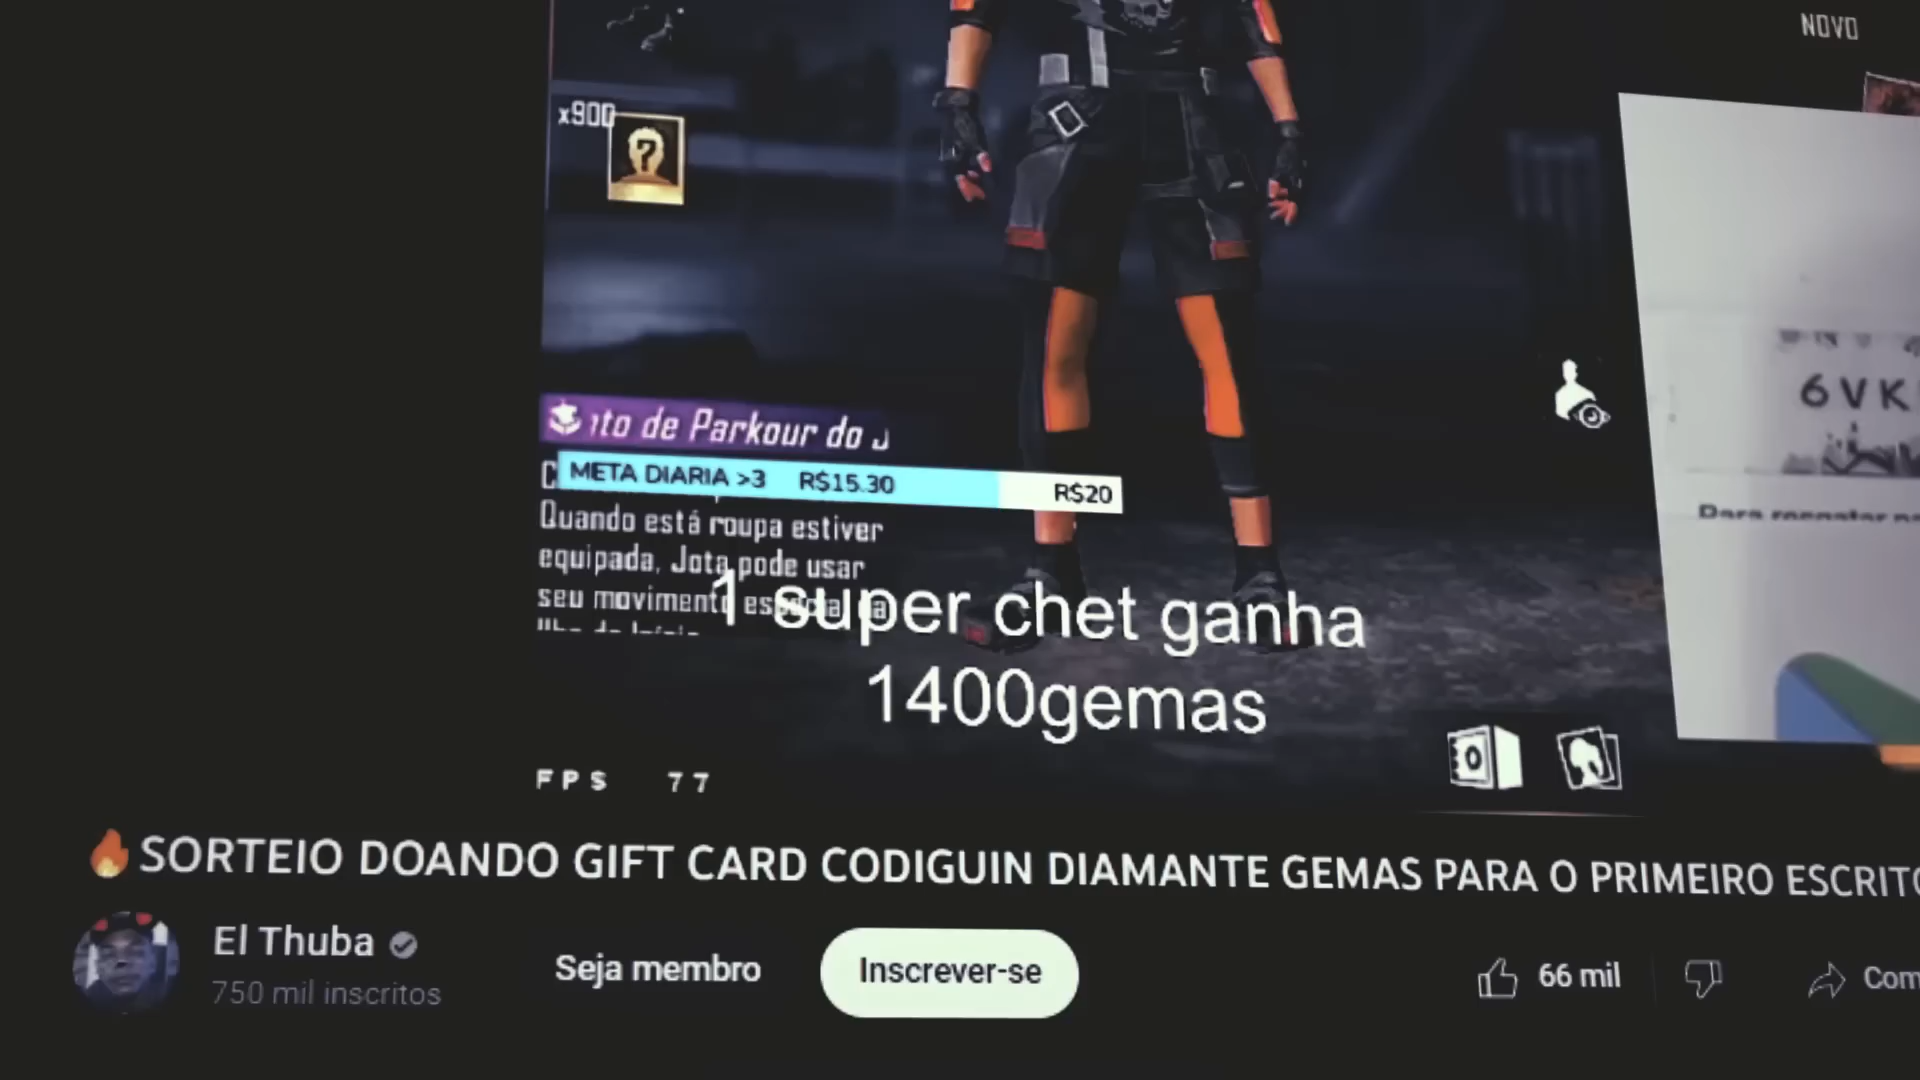 NOVO
x900
6VK
nto de Parkour do J
META DIARIA >3 R$15.30 R$20
Quando está roupa estiver
equipada, Jota pode usar
seu movimento
1 super chet ganha
1400gemas
FPS 77
SORTEIO DOANDO GIFT CARD CODIGUIN DIAMANTE GEMAS PARA O PRIMEIRO ESCRITO
El Thuba
750 mil inscritos
Seja membro
Inscrever-se
66 mil
Com